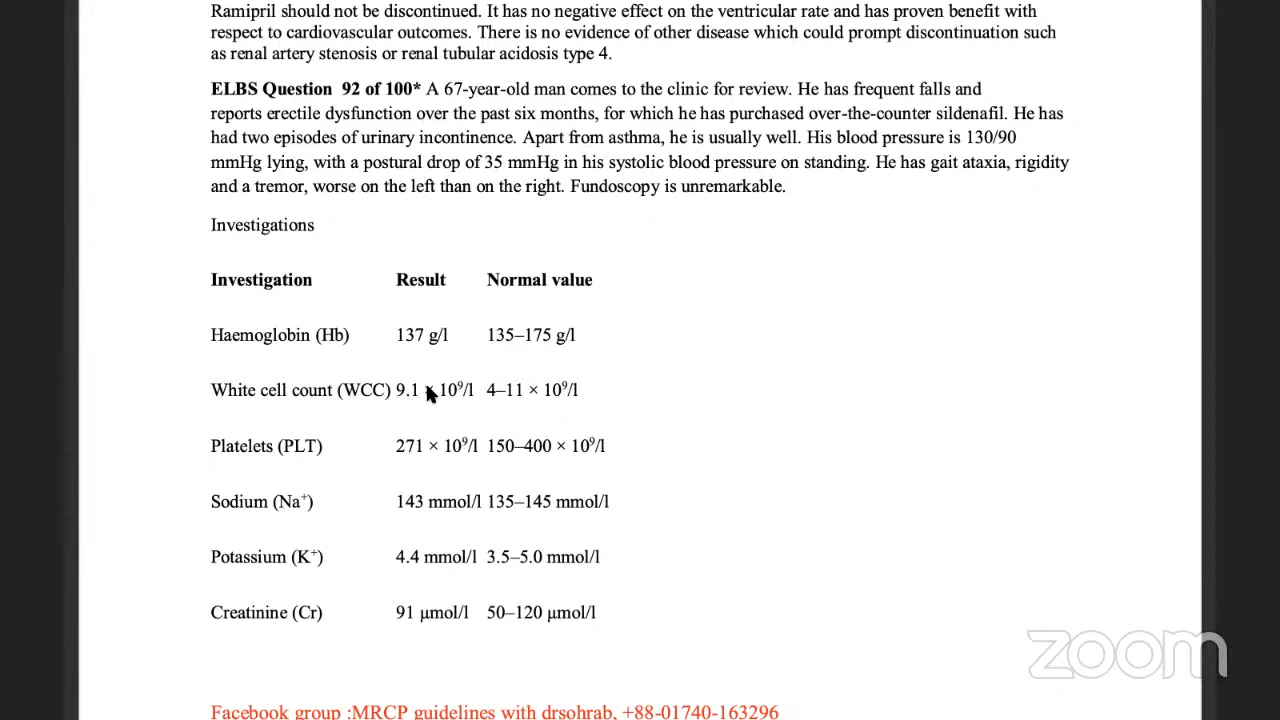 Ramipril should not be discontinued. It has no negative effect on the ventricular rate and has proven benefit with
respect to cardiovascular outcomes. There is no evidence of other disease which could prompt discontinuation such
as renal artery stenosis or renal tubular acidosis type 4.
ELBS Question 92 of 100* A 67-year-old man comes to the clinic for review. He has frequent falls and
reports erectile dysfunction over the past six months, for which he has purchased over-the-counter sildenafil. He has
had two episodes of urinary incontinence. Apart from asthma, he is usually well. His blood pressure is 130/90
mmHg lying, with a postural drop of 35 mmHg in his systolic blood pressure on standing. He has gait ataxia, rigidity
and a tremor, worse on the left than on the right. Fundoscopy is unremarkable.
Investigations
Investigation Result Normal value
Haemoglobin (Hb) 137 g/l 135–175 g/l
White cell count (WCC) 9.1 × 10⁹/l 4–11 × 10⁹/l
Platelets (PLT) 271 × 10⁹/l 150–400 × 10⁹/l
Sodium (Na⁺) 143 mmol/l 135–145 mmol/l
Potassium (K⁺) 4.4 mmol/l 3.5–5.0 mmol/l
Creatinine (Cr) 91 µmol/l 50–120 µmol/l
zoom
Facebook group :MRCP guidelines with drsohrab, +88-01740-163296